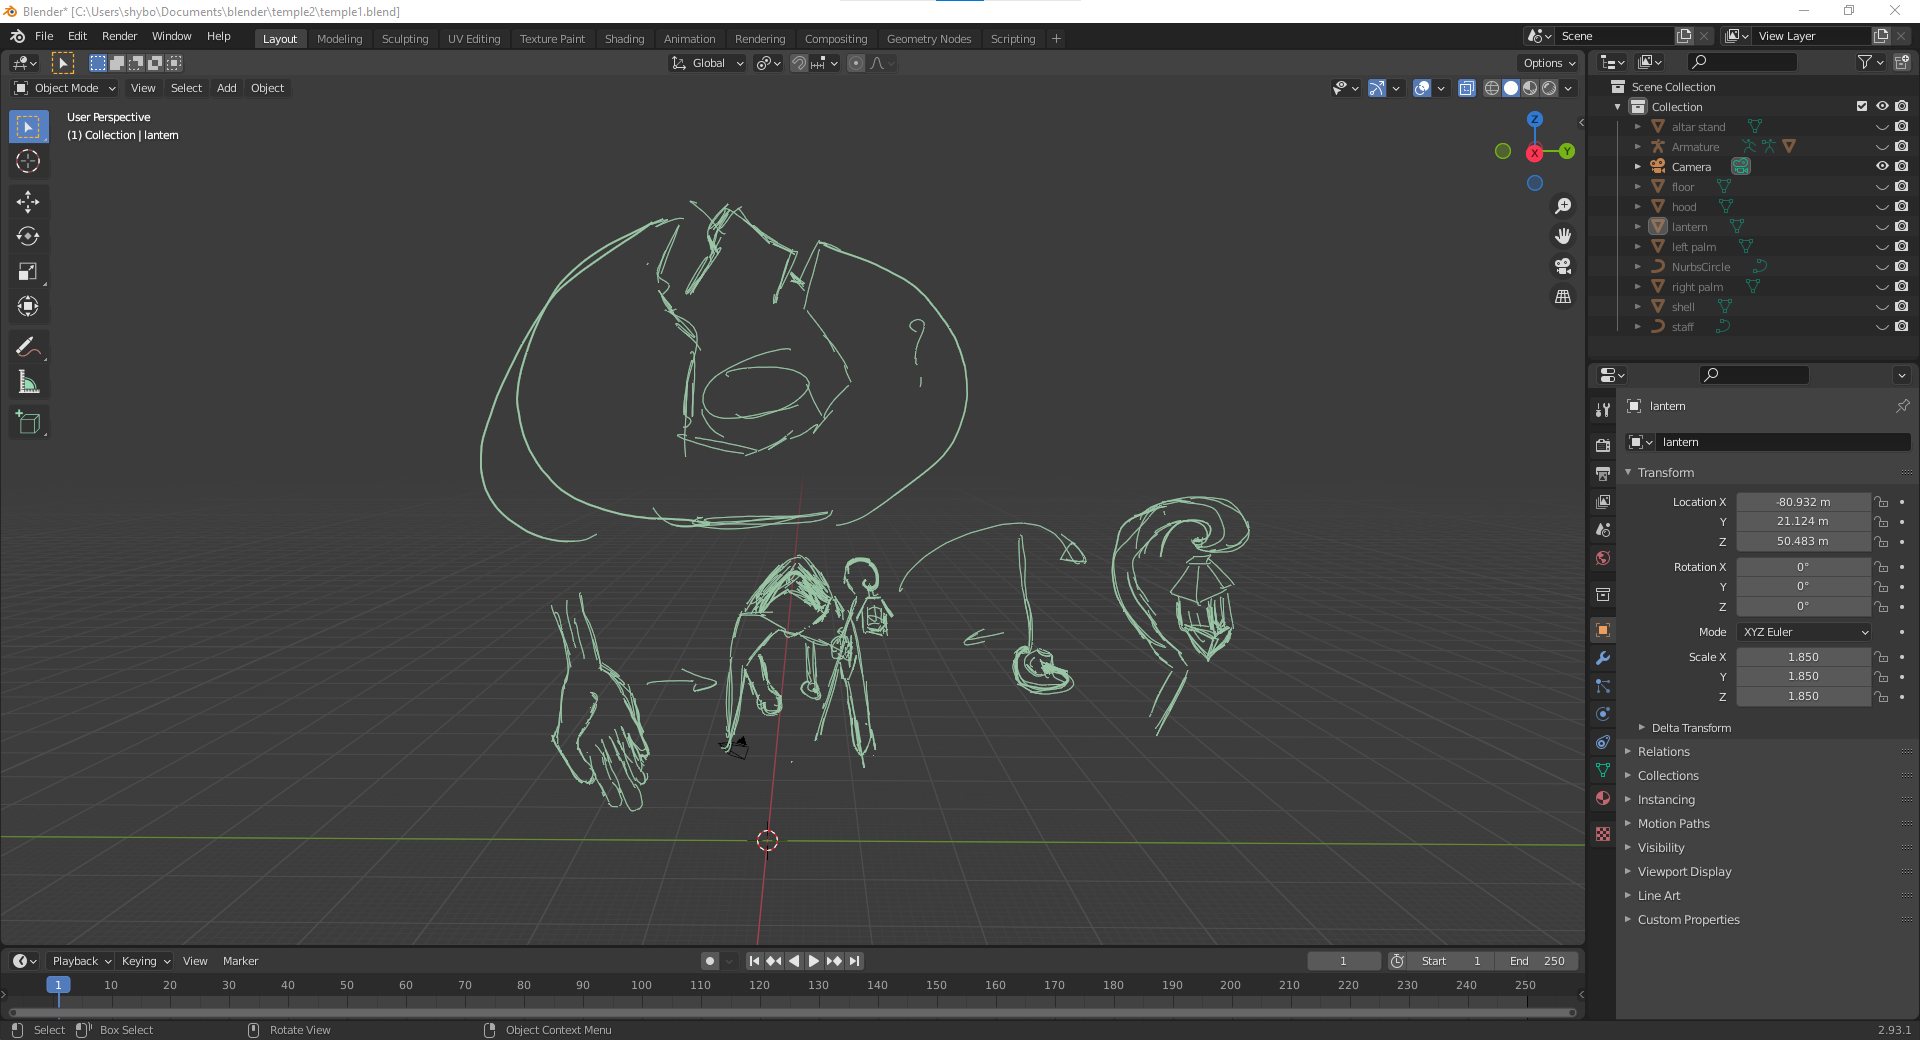 Blender* [C:\Users\shybo\Documents\blender\temple2\temple1.blend]
File Edit Render Window Help Layout Modeling Sculpting UV Editing Texture Paint Shading Animation Rendering Compositing Geometry Nodes Scripting + Scene View Layer
Global Options
Object Mode View Select Add Object
User Perspective
(1) Collection | lantern
Z
Y
X
?
Scene Collection
Collection
altar stand
Armature
Camera
floor
hood
lantern
left palm
NurbsCircle
right palm
shell
staff
lantern
lantern
Transform
Location X -80.932 m
Y 21.124 m
Z 50.483 m
Rotation X 0°
Y 0°
Z 0°
Mode XYZ Euler
Scale X 1.850
Y 1.850
Z 1.850
Delta Transform
Relations
Collections
Instancing
Motion Paths
Visibility
Viewport Display
Line Art
Custom Properties
Playback Keying View Marker 1 Start 1 End 250
1 10 20 30 40 50 60 70 80 90 100 110 120 130 140 150 160 170 180 190 200 210 220 230 240 250
Select Box Select Rotate View Object Context Menu 2.93.1